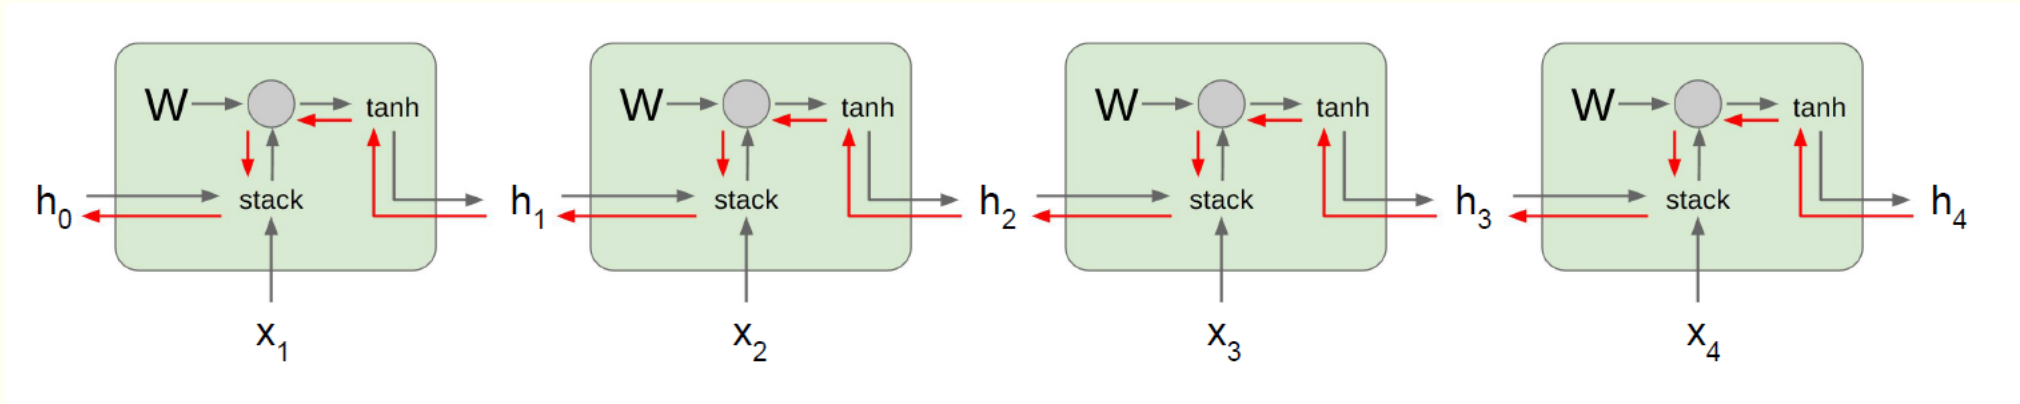 W tanh W tanh W tanh W tanh
h₀ stack h₁ stack h₂ stack h₃ stack h₄
x₁ x₂ x₃ x₄